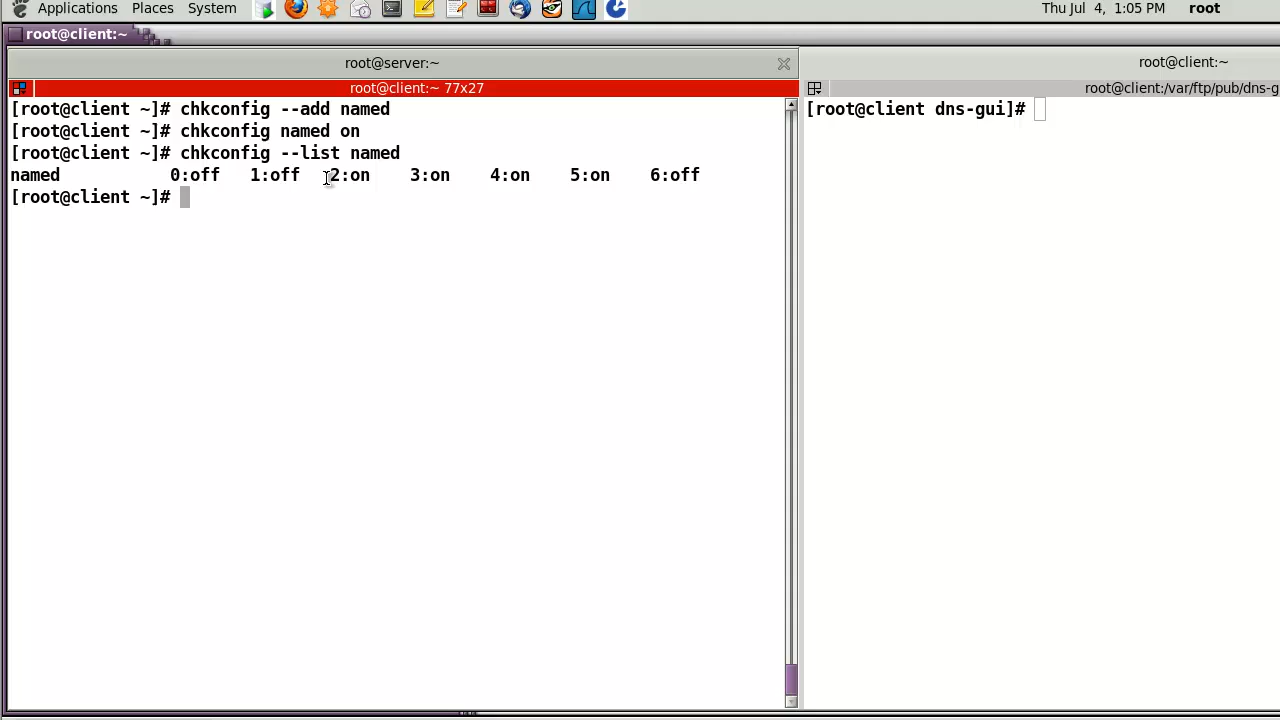 Applications Places System Thu Jul 4, 1:05 PM root
root@client:~
root@server:~
root@client:~ 77x27
[root@client ~]# chkconfig --add named
[root@client ~]# chkconfig named on
[root@client ~]# chkconfig --list named
named 0:off 1:off 2:on 3:on 4:on 5:on 6:off
[root@client ~]#
root@client:~
root@client:/var/ftp/pub/dns-g
[root@client dns-gui]#